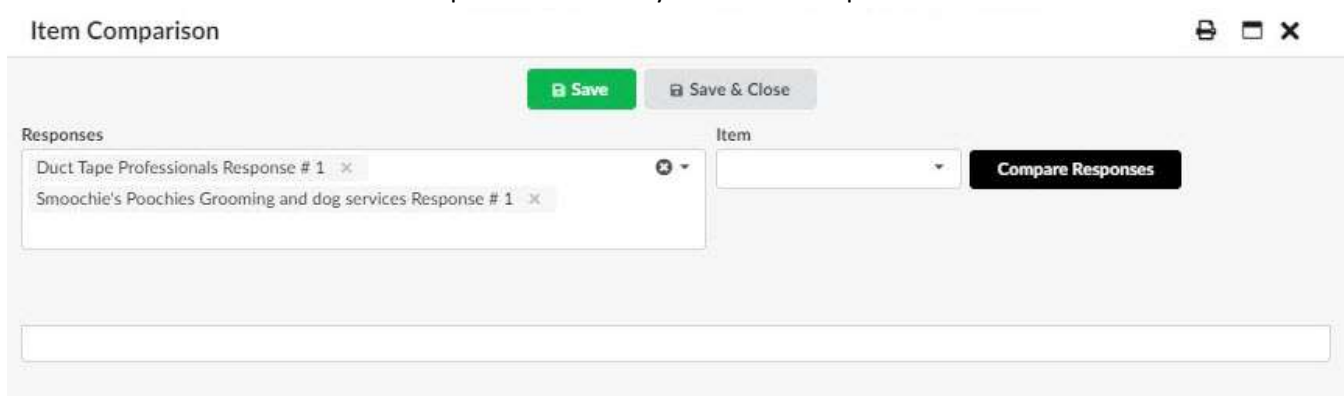 Item Comparison
Save
Save & Close
Responses
Item
Duct Tape Professionals Response # 1
Compare Responses
Smoochie's Poochies Grooming and dog services Response # 1